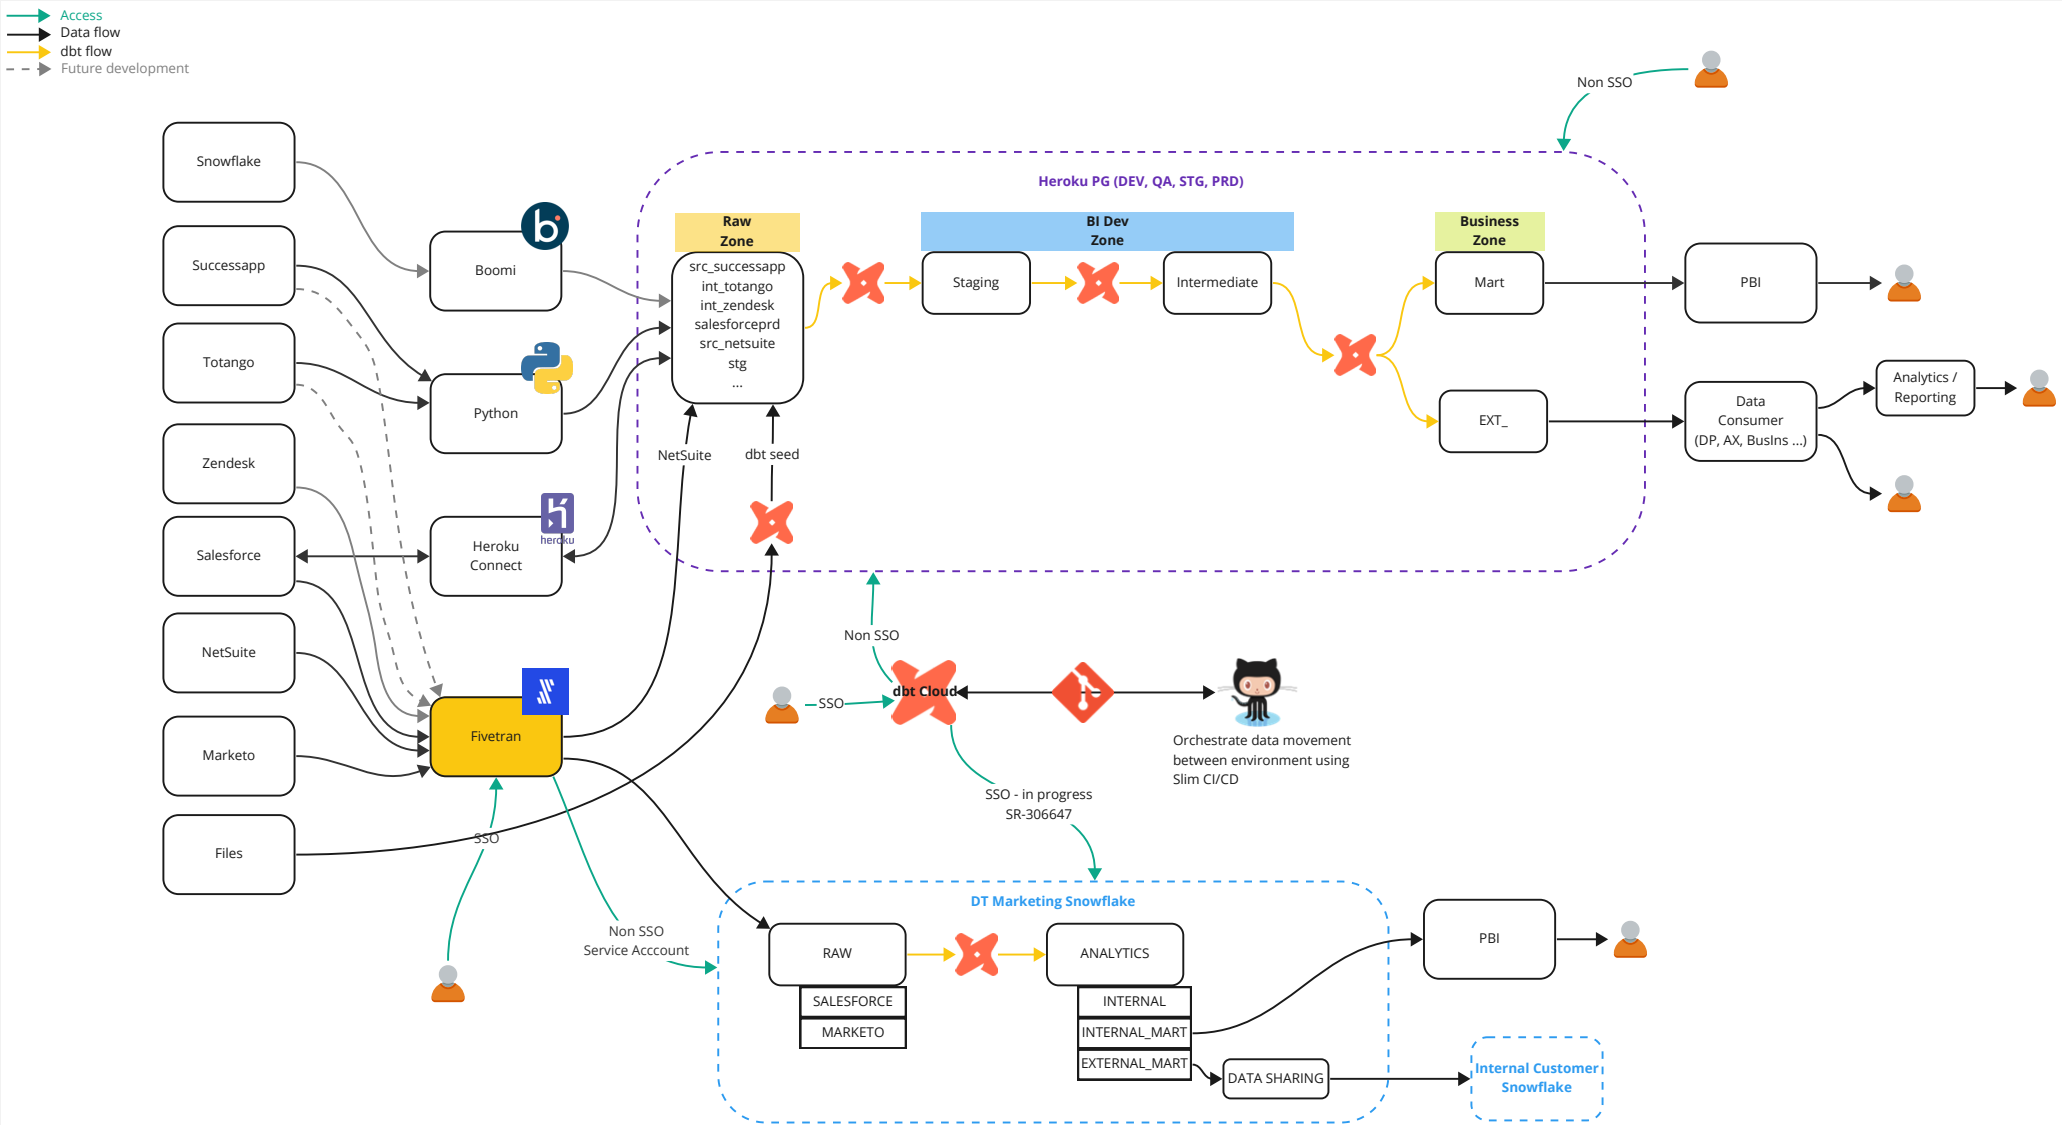 Access
Data flow
dbt flow
Future development
Non SSO
Snowflake
Successapp
Totango
Zendesk
Salesforce
NetSuite
Marketo
Files
Boomi
Python
Heroku
Connect
heroku
Fivetran
Heroku PG (DEV, QA, STG, PRD)
Raw
Zone
src_successapp
int_totango
int_zendesk
salesforceprd
src_netsuite
stg
...
NetSuite
dbt seed
BI Dev
Zone
Staging
Intermediate
Business
Zone
Mart
EXT_
PBI
Data
Consumer
(DP, AX, BusIns ...)
Analytics /
Reporting
Non SSO
SSO
dbt Cloud
Orchestrate data movement
between environment using
Slim CI/CD
SSO - in progress
SR-306647
SSO
Non SSO
Service Acccount
DT Marketing Snowflake
RAW
SALESFORCE
MARKETO
ANALYTICS
INTERNAL
INTERNAL_MART
EXTERNAL_MART
DATA SHARING
PBI
Internal Customer
Snowflake